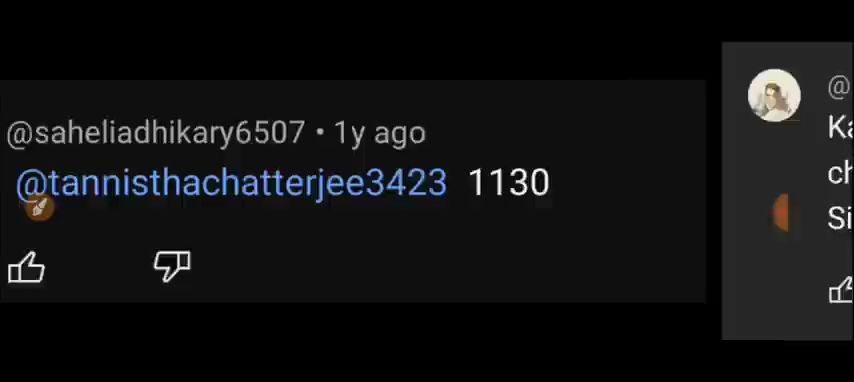 @saheliadhikary6507 • 1y ago
@tannisthachatterjee3423 1130
@